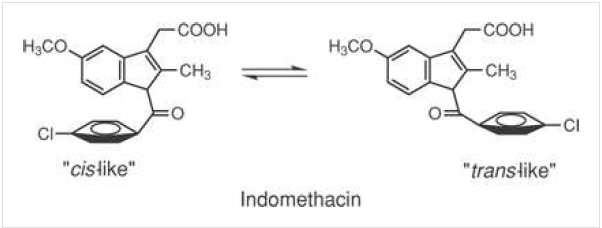 COOH
H3CO
CH3
O
Cl
"cis-like"
COOH
H3CO
CH3
O
Cl
"trans-like"
Indomethacin